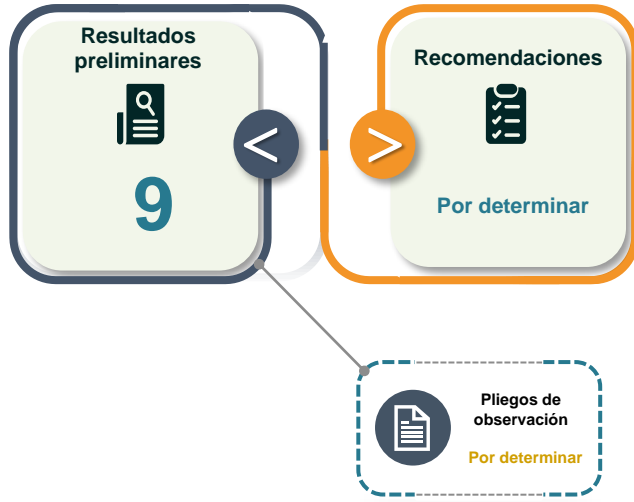 Resultados
preliminares
9
<
>
Recomendaciones
Por determinar
Pliegos de
observación
Por determinar